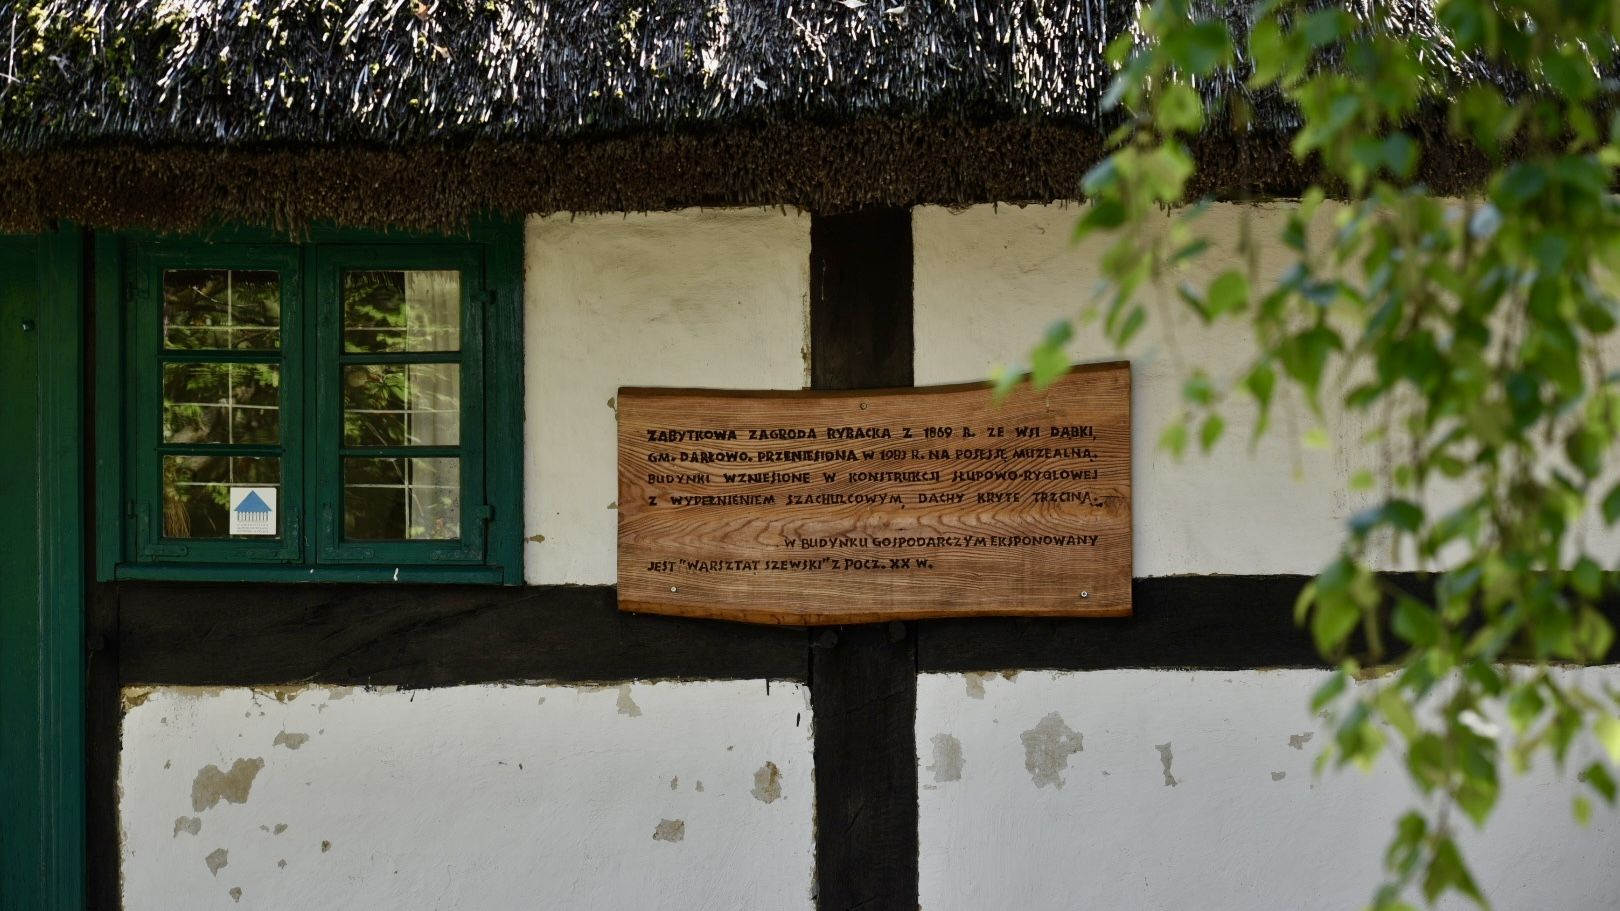 ZABYTKOWA ZAGRODA RYBACKA Z 1869 R. ZE WSI DĄBKI,
GM. DARŁOWO. PRZENIESIONA W 1983 R. NA POSESJĘ MUZEALNĄ.
BUDYNKI WZNIESIONE W KONSTRUKCJI SŁUPOWO-RYGLOWEJ
Z WYPEŁNIENIEM SZACHULCOWYM, DACHY KRYTE TRZCINĄ.
W BUDYNKU GOSPODARCZYM EKSPONOWANY
JEST "WARSZTAT SZEWSKI" Z POCZ. XX W.